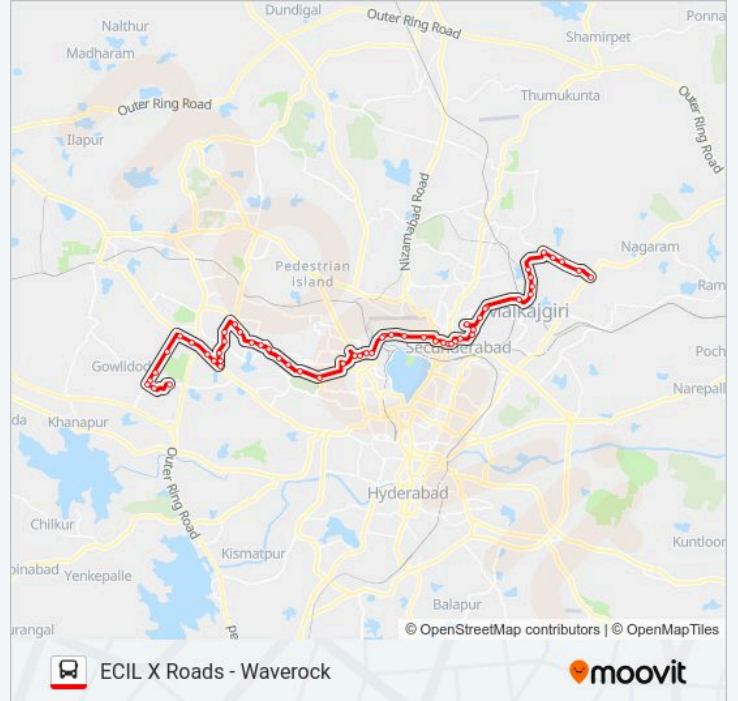 Dundigal
Ponna
Nalthur
Outer Ring Road
Shamirpet
Madharam
Outer Ring Road
Thumukunta
Outer Ring Road
Ilapur
Nizamabad Road
Nagaram
Pedestrian
island
Ram
Malkajgiri
Secunderabad
Poch
Gowlidod
Narepall
da
Khanapur
Outer Ring Road
Hyderabad
Chilkur
Kismatpur
Kuntloor
pinabad
Yenkepalle
Balapur
urangal
ad
© OpenStreetMap contributors | © OpenMapTiles
ECIL X Roads - Waverock
moovit